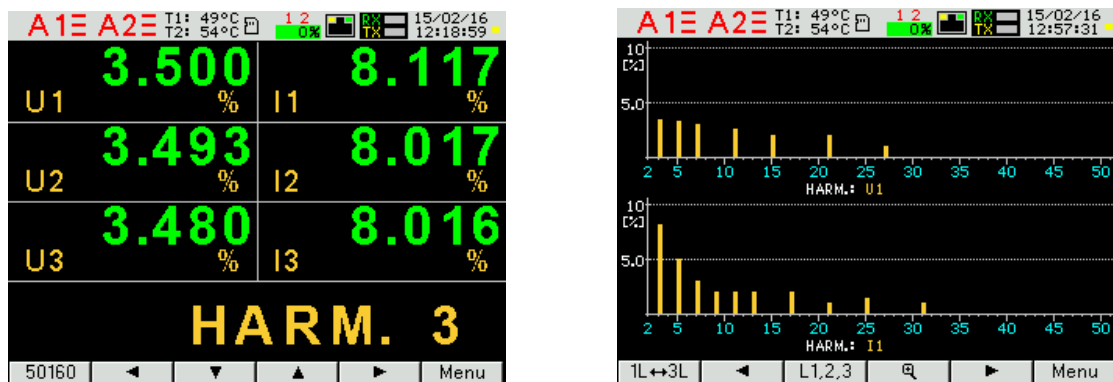 A1Ξ A2Ξ T1: 49°C 1 2 RX 15/02/16
T2: 54°C 0% TX 12:18:59
3.500 8.117
U1 % I1 %
3.493 8.017
U2 % I2 %
3.480 8.016
U3 % I3 %
HARM. 3
50160 ◄ ▼ ▲ ► Menu
A1Ξ A2Ξ T1: 49°C 1 2 RX 15/02/16
T2: 54°C 0% TX 12:57:31
10
[%]
5.0
2 5 10 15 20 25 30 35 40 45 50
HARM.: U1
10
[%]
5.0
2 5 10 15 20 25 30 35 40 45 50
HARM.: I1
1L↔3L ◄ L1,2,3 ► Menu